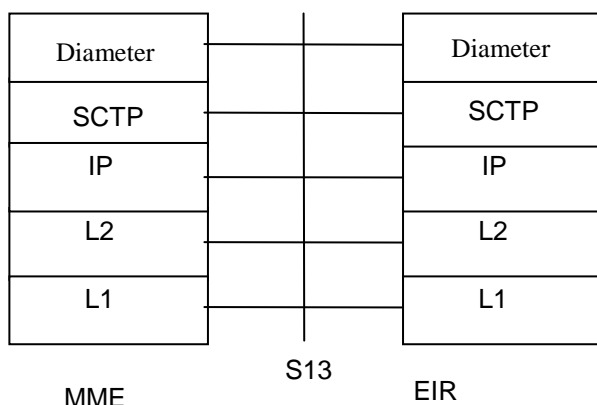 Diameter
Diameter
SCTP
SCTP
IP
IP
L2
L2
L1
L1
S13
MME
EIR